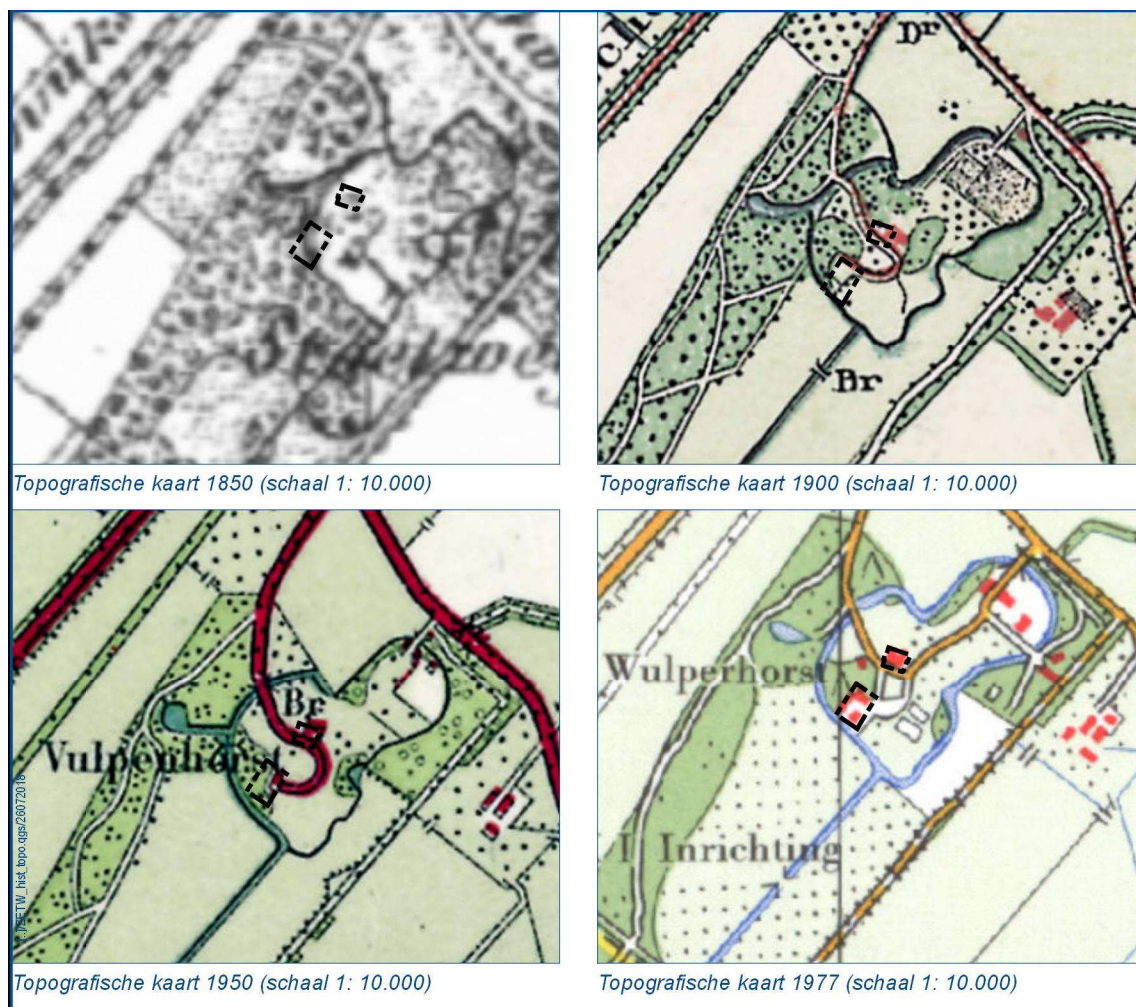 Dr
Br
Topografische kaart 1850 (schaal 1: 10.000)
Topografische kaart 1900 (schaal 1: 10.000)
Br
Vulpenhorst
Wulperhorst
Inrichting
Topografische kaart 1950 (schaal 1: 10.000)
Topografische kaart 1977 (schaal 1: 10.000)